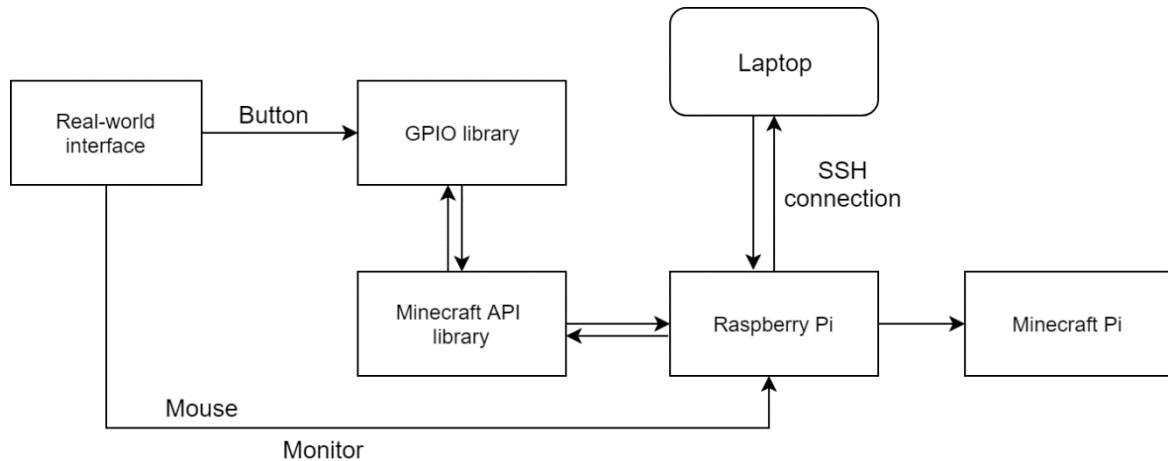 Laptop
Real-world
interface
Button
GPIO library
SSH
connection
Minecraft API
library
Raspberry Pi
Minecraft Pi
Mouse
Monitor